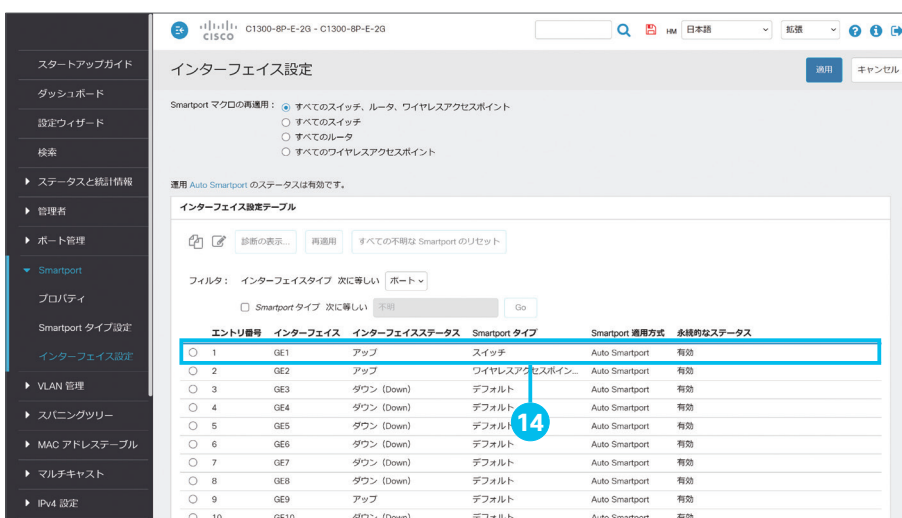 CISCO
C1300-8P-E-2G - C1300-8P-E-2G
HM
日本語
拡張
スタートアップガイド
ダッシュボード
設定ウィザード
検索
ステータスと統計情報
管理者
ポート管理
Smartport
プロパティ
Smartport タイプ設定
インターフェイス設定
VLAN 管理
スパニングツリー
MAC アドレステーブル
マルチキャスト
IPv4 設定
インターフェイス設定
適用
キャンセル
Smartport マクロの再適用：
すべてのスイッチ、ルータ、ワイヤレスアクセスポイント
すべてのスイッチ
すべてのルータ
すべてのワイヤレスアクセスポイント
運用 Auto Smartport のステータスは有効です。
インターフェイス設定テーブル
診断の表示... 再適用 すべての不明な Smartport のリセット
フィルタ： インターフェイスタイプ 次に等しい ポート
Smartport タイプ 次に等しい 不明 Go
エントリ番号 インターフェイス インターフェイスステータス Smartport タイプ Smartport 適用方式 永続的なステータス
1 GE1 アップ スイッチ Auto Smartport 有効
2 GE2 アップ ワイヤレスアクセスポイン... Auto Smartport 有効
3 GE3 ダウン (Down) デフォルト Auto Smartport 有効
4 GE4 ダウン (Down) デフォルト Auto Smartport 有効
5 GE5 ダウン (Down) デフォルト Auto Smartport 有効
6 GE6 ダウン (Down) デフォルト Auto Smartport 有効
7 GE7 ダウン (Down) デフォルト Auto Smartport 有効
8 GE8 ダウン (Down) デフォルト Auto Smartport 有効
9 GE9 アップ デフォルト Auto Smartport 有効
10 GE10 ダウン (Down) デフォルト Auto Smartport 有効
14